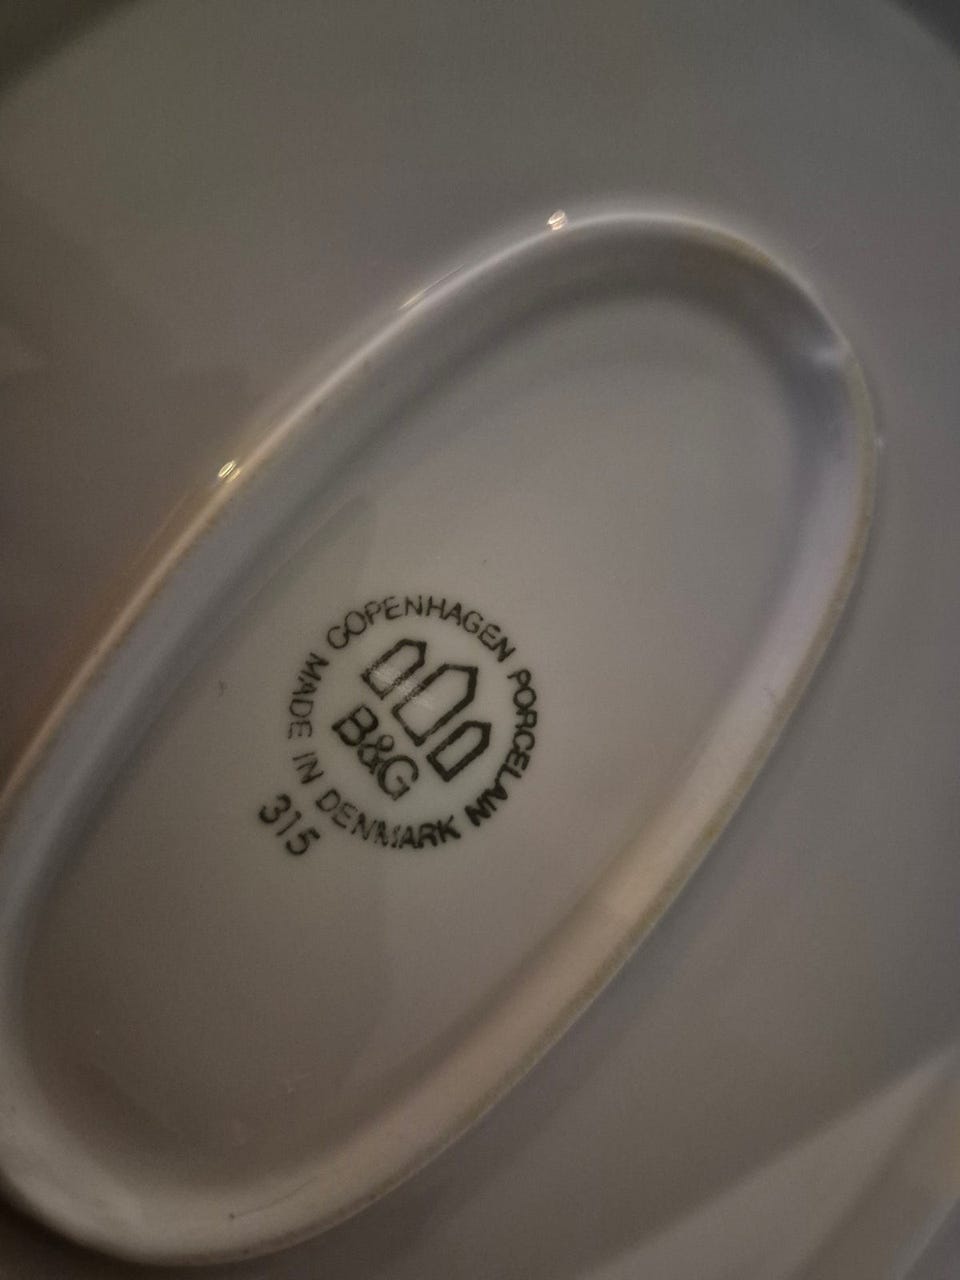 COPENHAGEN PORCELAIN
B&G
MADE IN DENMARK
315